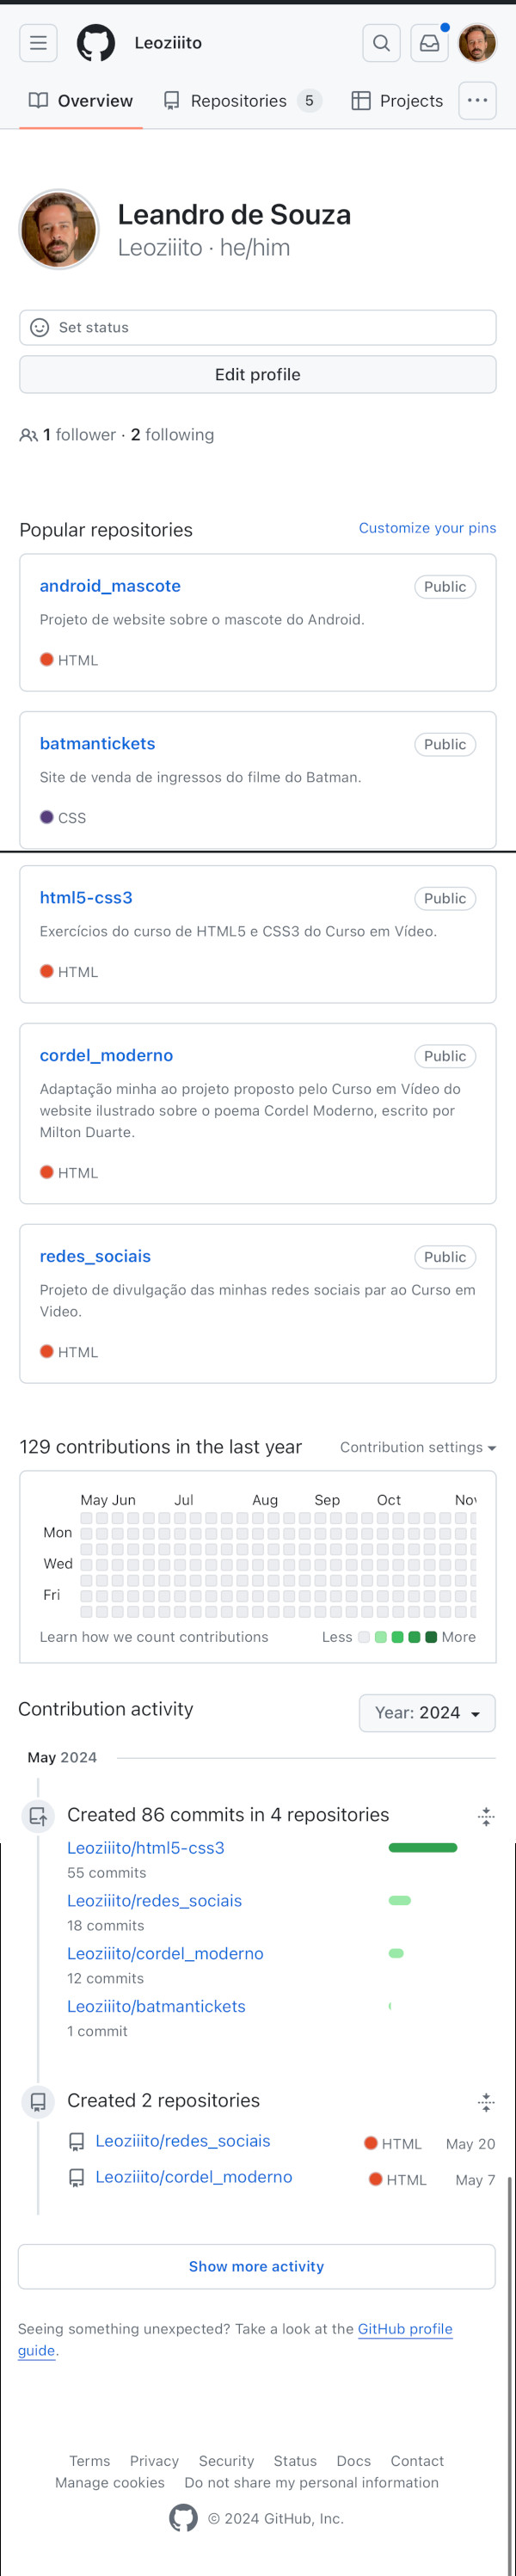 Leoziiito
Overview
Repositories 5
Projects
Leandro de Souza
Leoziiito · he/him
Set status
Edit profile
1 follower · 2 following
Popular repositories
Customize your pins
android_mascote
Public
Projeto de website sobre o mascote do Android.
HTML
batmantickets
Public
Site de venda de ingressos do filme do Batman.
CSS
html5-css3
Public
Exercícios do curso de HTML5 e CSS3 do Curso em Vídeo.
HTML
cordel_moderno
Public
Adaptação minha ao projeto proposto pelo Curso em Vídeo do
website ilustrado sobre o poema Cordel Moderno, escrito por
Milton Duarte.
HTML
redes_sociais
Public
Projeto de divulgação das minhas redes sociais par ao Curso em
Video.
HTML
129 contributions in the last year
Contribution settings
May Jun Jul Aug Sep Oct Nov
Mon
Wed
Fri
Learn how we count contributions
Less More
Contribution activity
Year: 2024
May 2024
Created 86 commits in 4 repositories
Leoziiito/html5-css3
55 commits
Leoziiito/redes_sociais
18 commits
Leoziiito/cordel_moderno
12 commits
Leoziiito/batmantickets
1 commit
Created 2 repositories
Leoziiito/redes_sociais HTML May 20
Leoziiito/cordel_moderno HTML May 7
Show more activity
Seeing something unexpected? Take a look at the GitHub profile
guide.
Terms Privacy Security Status Docs Contact
Manage cookies Do not share my personal information
© 2024 GitHub, Inc.